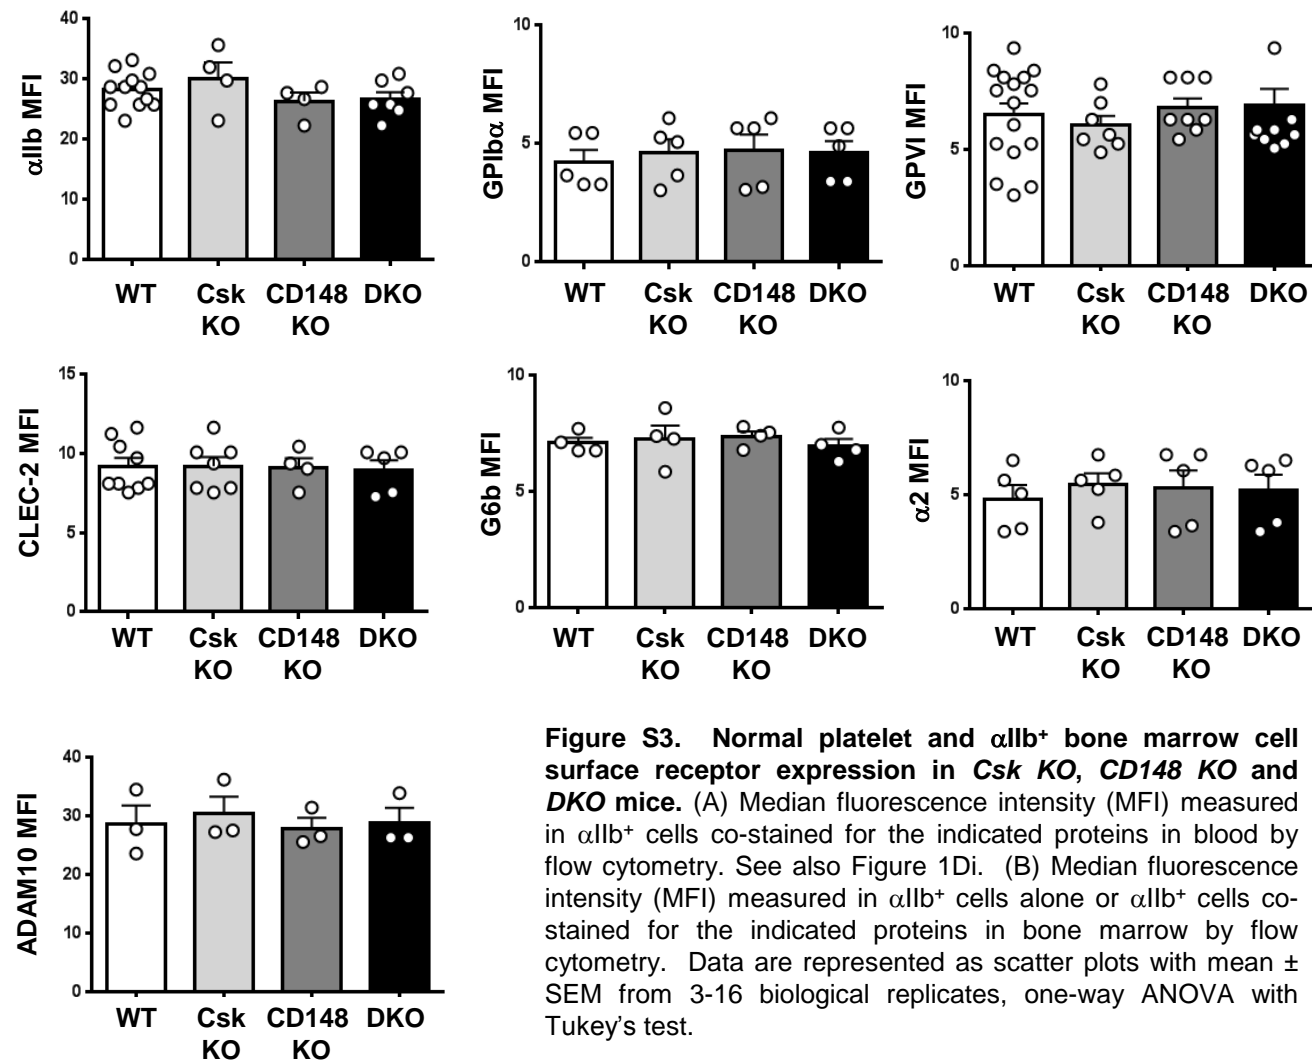 αIIb MFI
40
30
20
10
0
WT
Csk
KO
CD148
KO
DKO
GPIbα MFI
10
5
0
WT
Csk
KO
CD148
KO
DKO
GPVI MFI
10
5
0
WT
Csk
KO
CD148
KO
DKO
CLEC-2 MFI
15
10
5
0
WT
Csk
KO
CD148
KO
DKO
G6b MFI
10
5
0
WT
Csk
KO
CD148
KO
DKO
α2 MFI
10
5
0
WT
Csk
KO
CD148
KO
DKO
ADAM10 MFI
40
30
20
10
0
WT
Csk
KO
CD148
KO
DKO
Figure S3. Normal platelet and αIIb⁺ bone marrow cell
surface receptor expression in Csk KO, CD148 KO and
DKO mice. (A) Median fluorescence intensity (MFI) measured
in αIIb⁺ cells co-stained for the indicated proteins in blood by
flow cytometry. See also Figure 1Di. (B) Median fluorescence
intensity (MFI) measured in αIIb⁺ cells alone or αIIb⁺ cells co-
stained for the indicated proteins in bone marrow by flow
cytometry. Data are represented as scatter plots with mean ±
SEM from 3-16 biological replicates, one-way ANOVA with
Tukey’s test.